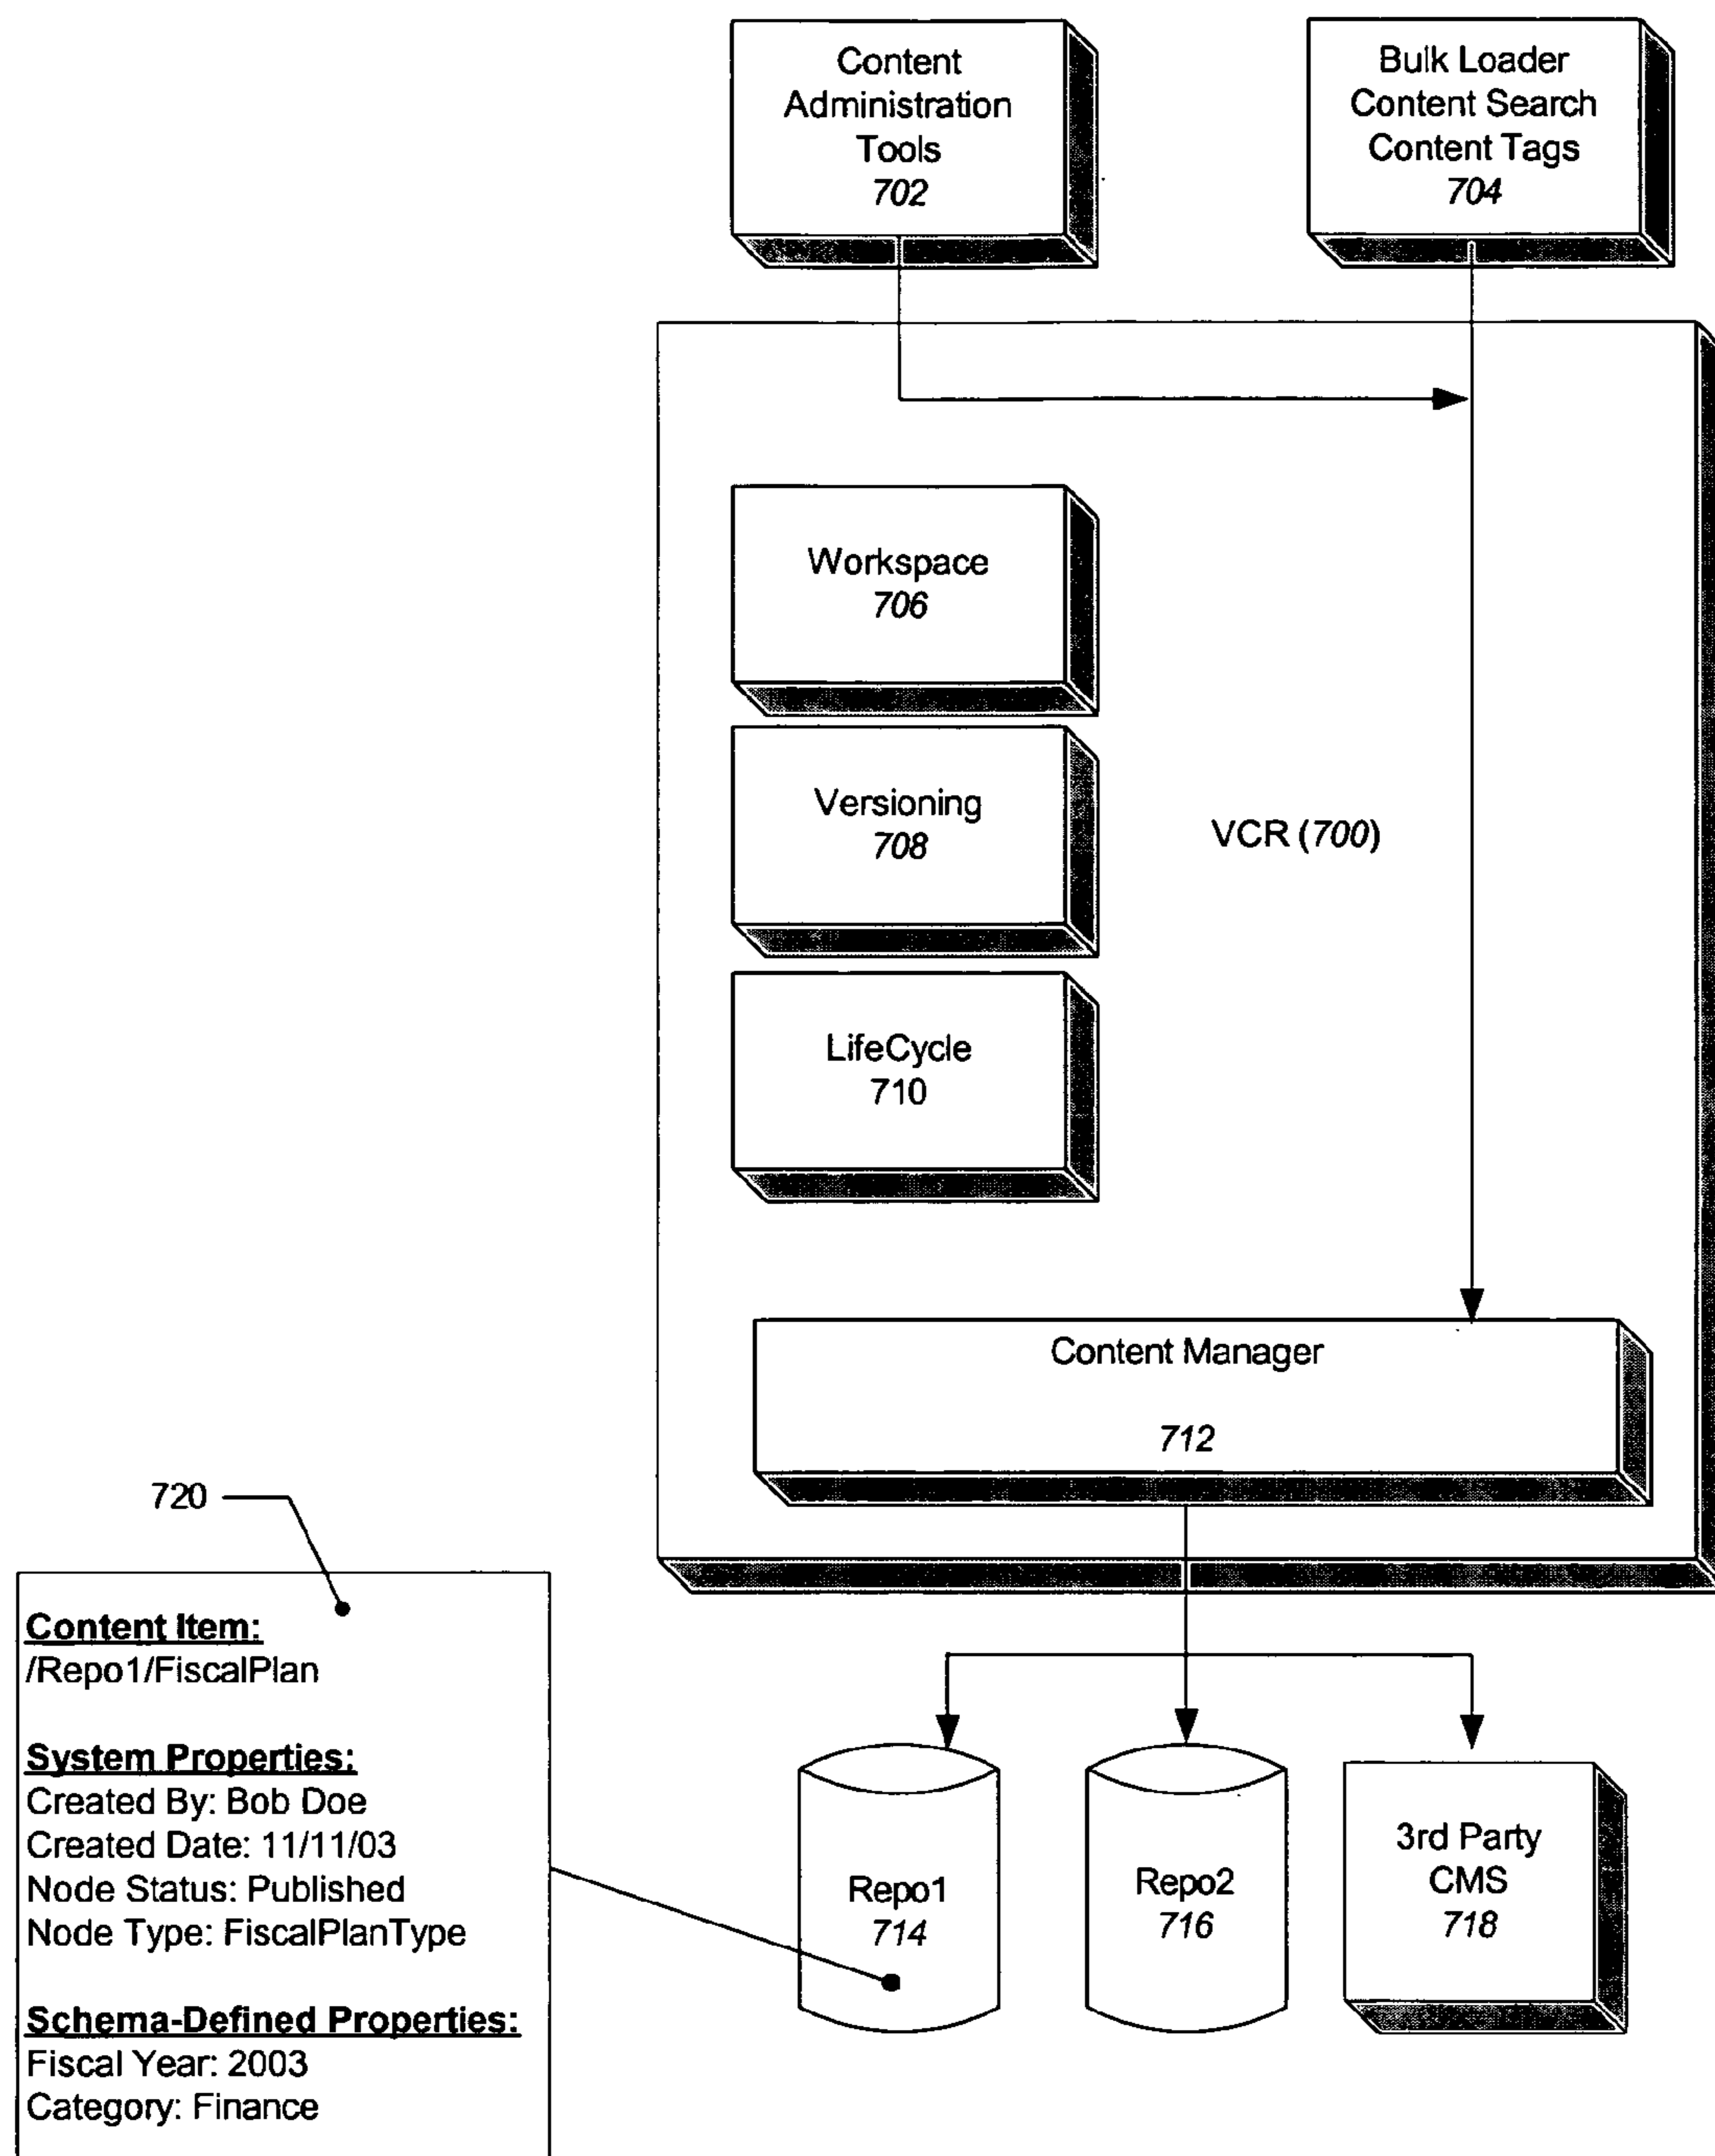 Content
Administration
Tools
702
Bulk Loader
Content Search
Content Tags
704
Workspace
706
Versioning
708
VCR (700)
LifeCycle
710
Content Manager
712
720
Content Item:
/Repo1/FiscalPlan
System Properties:
Created By: Bob Doe
Created Date: 11/11/03
Node Status: Published
Node Type: FiscalPlanType
Schema-Defined Properties:
Fiscal Year: 2003
Category: Finance
Repo1
714
Repo2
716
3rd Party
CMS
718